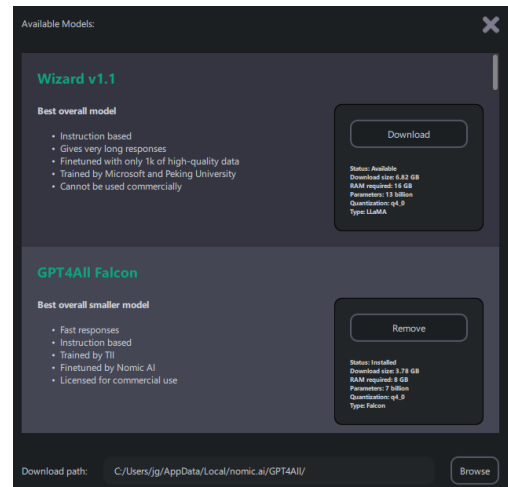 Available Models:
Wizard v1.1
Best overall model
• Instruction based
• Gives very long responses
• Finetuned with only 1k of high-quality data
• Trained by Microsoft and Peking University
• Cannot be used commercially
Download
Status: Available
Download size: 6.82 GB
RAM required: 16 GB
Parameters: 13 billion
Quantization: q4_0
Type: LLaMA
GPT4All Falcon
Best overall smaller model
• Fast responses
• Instruction based
• Trained by TII
• Finetuned by Nomic AI
• Licensed for commercial use
Remove
Status: Installed
Download size: 3.78 GB
RAM required: 8 GB
Parameters: 7 billion
Quantization: q4_0
Type: Falcon
Download path: C:/Users/jg/AppData/Local/nomic.ai/GPT4All/ Browse